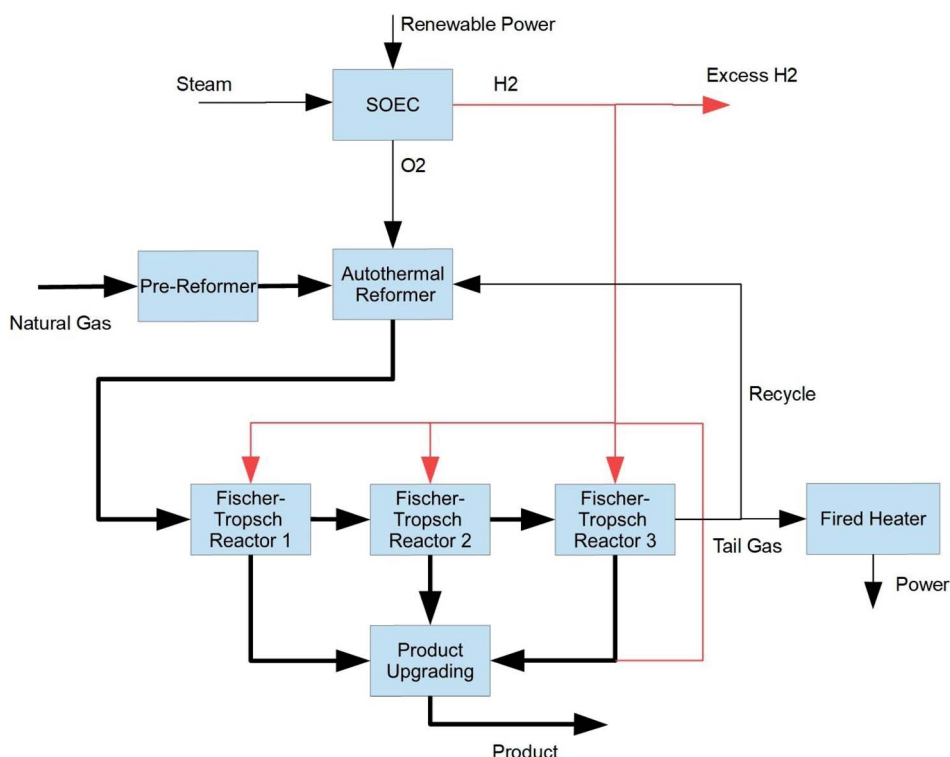 Renewable Power
Steam
SOEC
H2
Excess H2
O2
Natural Gas
Pre-Reformer
Autothermal
Reformer
Recycle
Fischer-
Tropsch
Reactor 1
Fischer-
Tropsch
Reactor 2
Fischer-
Tropsch
Reactor 3
Tail Gas
Fired Heater
Power
Product
Upgrading
Product